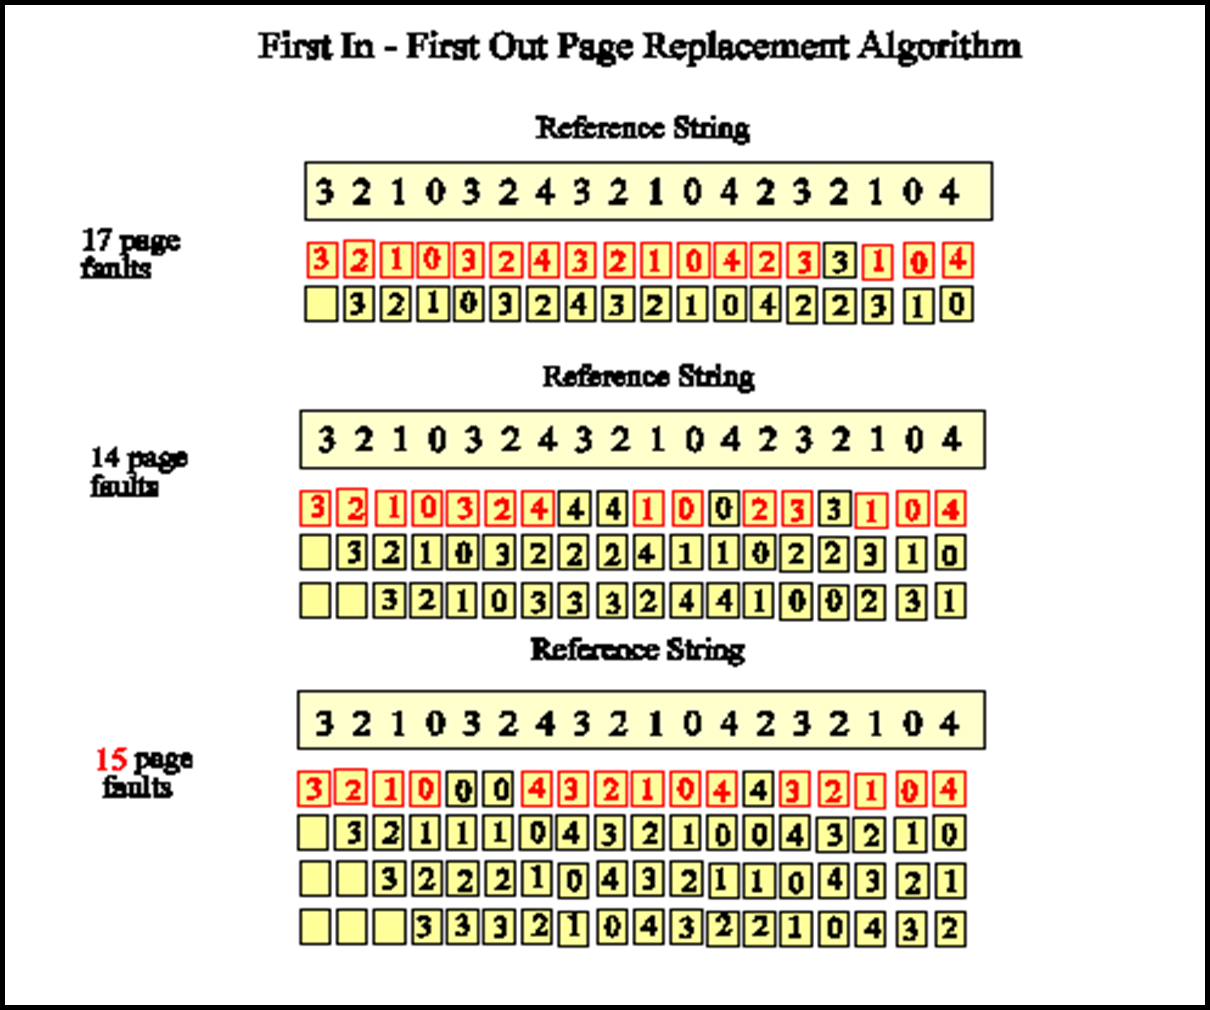 First In - First Out Page Replacement Algorithm
Reference String
3 2 1 0 3 2 4 3 2 1 0 4 2 3 2 1 0 4
17 page
faults
3 2 1 0 3 2 4 3 2 1 0 4 2 3 3 1 0 4
3 2 1 0 3 2 4 3 2 1 0 4 2 2 3 1 0
Reference String
3 2 1 0 3 2 4 3 2 1 0 4 2 3 2 1 0 4
14 page
faults
3 2 1 0 3 2 4 4 4 1 0 0 2 3 3 1 0 4
3 2 1 0 3 2 2 2 4 1 1 0 2 2 3 1 0
3 2 1 0 3 3 3 2 4 4 1 0 0 2 3 1
Reference String
3 2 1 0 3 2 4 3 2 1 0 4 2 3 2 1 0 4
15 page
faults
3 2 1 0 0 0 4 3 2 1 0 4 4 3 2 1 0 4
3 2 1 1 1 0 4 3 2 1 0 0 4 3 2 1 0
3 2 2 2 1 0 4 3 2 1 1 0 4 3 2 1
3 3 3 2 1 0 4 3 2 2 1 0 4 3 2